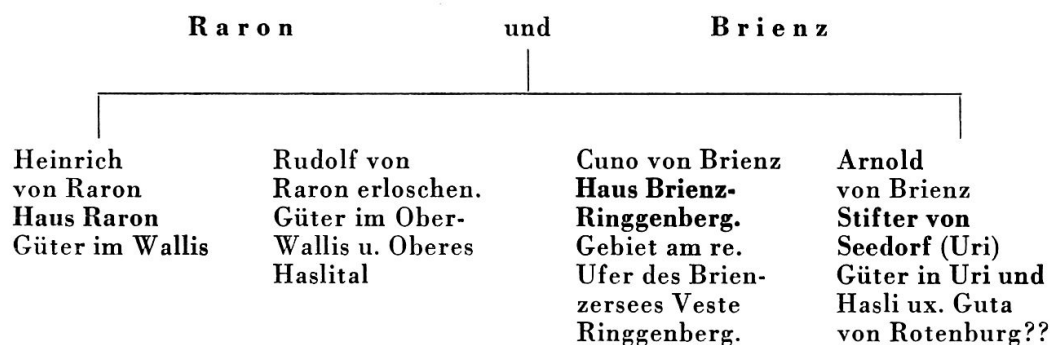 Raron und Brienz
Heinrich
von Raron
Haus Raron
Güter im Wallis
Rudolf von
Raron erloschen.
Güter im Ober-
Wallis u. Oberes
Haslital
Cuno von Brienz
Haus Brienz-
Ringgenberg.
Gebiet am re.
Ufer des Brien-
zersees Veste
Ringgenberg.
Arnold
von Brienz
Stifter von
Seedorf (Uri)
Güter in Uri und
Hasli ux. Guta
von Rotenburg??